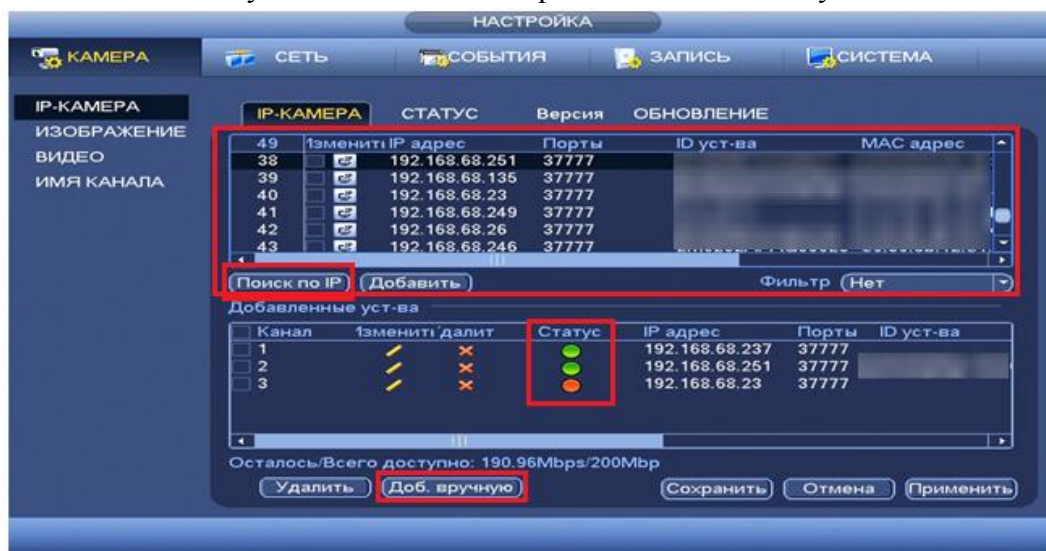 НАСТРОЙКА
КАМЕРА СЕТЬ СОБЫТИЯ ЗАПИСЬ СИСТЕМА
IP-КАМЕРА
ИЗОБРАЖЕНИЕ
ВИДЕО
ИМЯ КАНАЛА
IP-КАМЕРА СТАТУС Версия ОБНОВЛЕНИЕ
49 Изменить IP адрес Порты ID уст-ва MAC адрес
38 192.168.68.251 37777
39 192.168.68.135 37777
40 192.168.68.23 37777
41 192.168.68.249 37777
42 192.168.68.26 37777
43 192.168.68.246 37777
Поиск по IP Добавить Фильтр Нет
Добавленные уст-ва
Канал Измениті далит Статус IP адрес Порты ID уст-ва
1 192.168.68.237 37777
2 192.168.68.251 37777
3 192.168.68.23 37777
Осталось/Всего доступно: 190.96Mbps/200Mbp
Удалить Доб. вручную Сохранить Отмена Применить